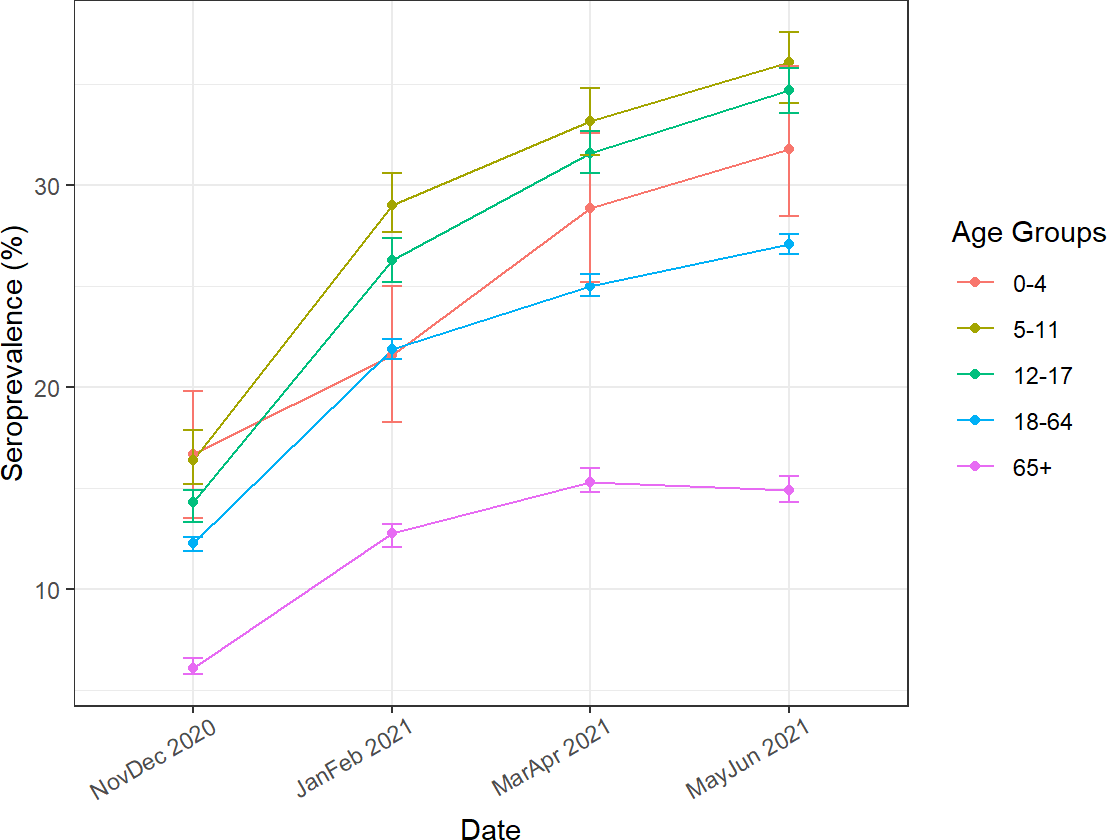 Seroprevalence (%)
30
20
10
NovDec 2020
JanFeb 2021
MarApr 2021
MayJun 2021
Date
Age Groups
0-4
5-11
12-17
18-64
65+